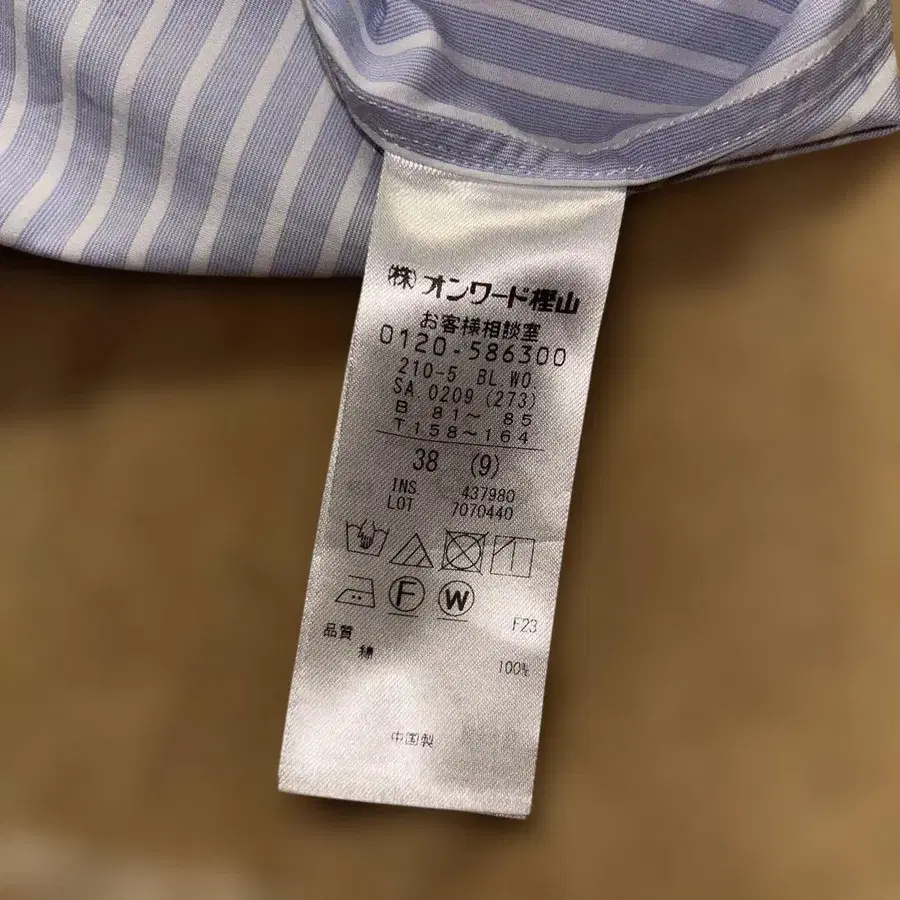 (株)オンワード樫山
お客様相談室
0120-586300
210-5 BL.WO.
SA 0209 (273)
B 81～ 85
T158～164
38 (9)
INS 437980
LOT 7070440
F W
F23
品質
綿 100%
中国製